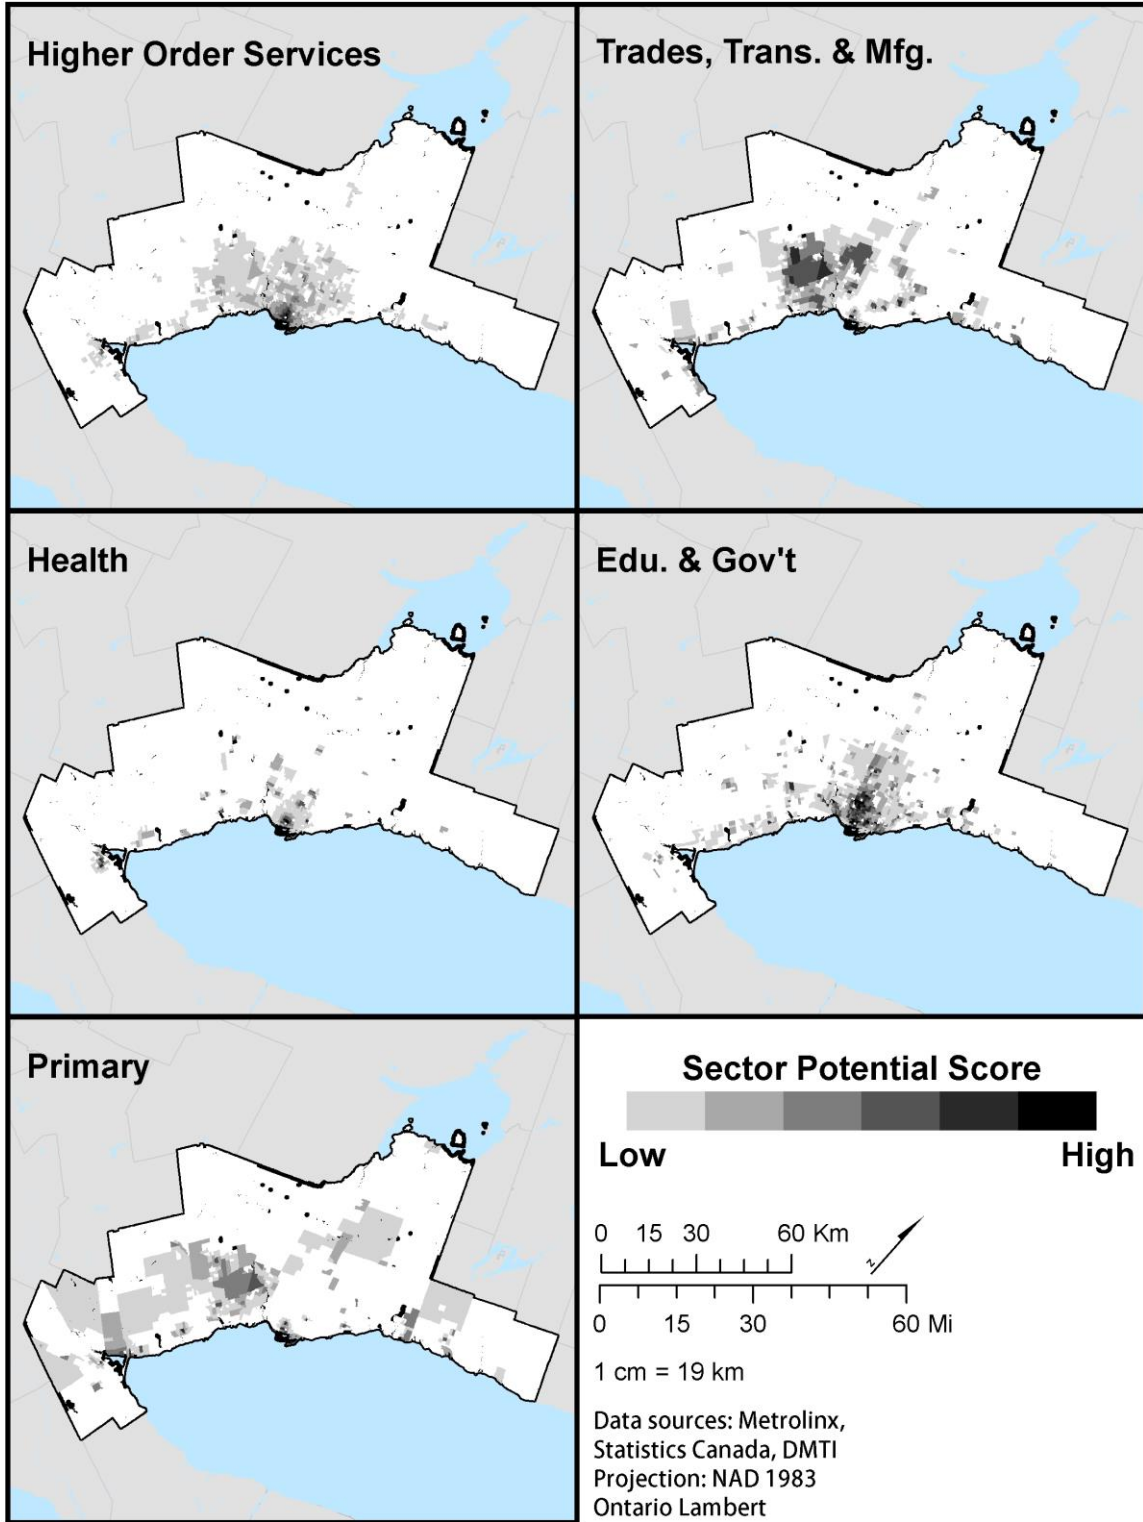 Higher Order Services
Trades, Trans. & Mfg.
Health
Edu. & Gov't
Primary
Sector Potential Score
Low High
0 15 30 60 Km
N
0 15 30 60 Mi
1 cm = 19 km
Data sources: Metrolinx,
Statistics Canada, DMTI
Projection: NAD 1983
Ontario Lambert